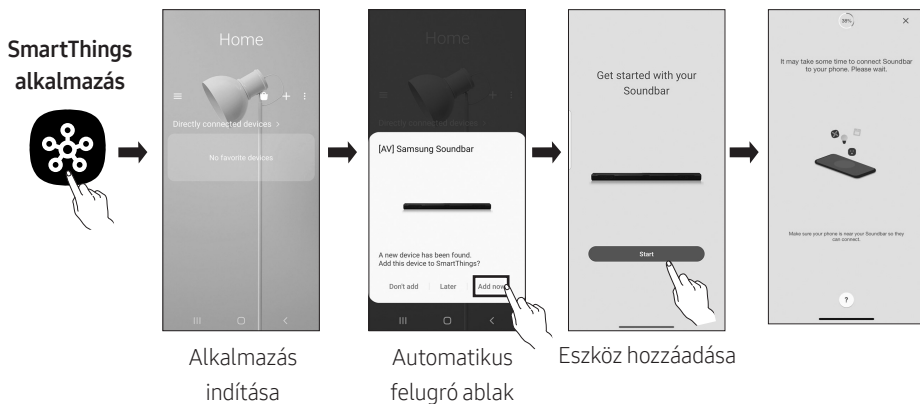 SmartThings
alkalmazás
Home
Directly connected devices >
No favorite devices
Alkalmazás
indítása
Home
Directly connected devices >
[AV] Samsung Soundbar
A new device has been found.
Add this device to SmartThings?
Don't add
Later
Add now
Automatikus
felugró ablak
Get started with your
Soundbar
Start
Eszköz hozzáadása
38%
It may take some time to connect Soundbar
to your phone. Please wait.
Make sure your phone is near your Soundbar so they
can connect.
?